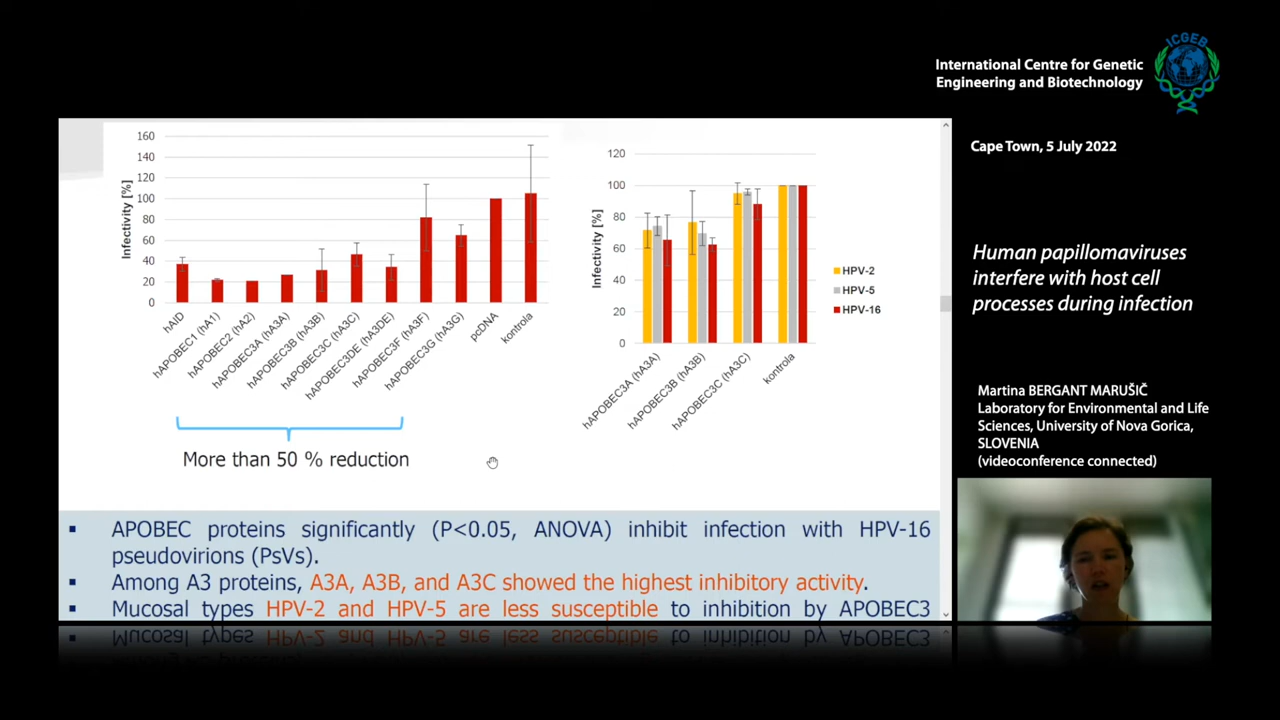 ICGEB
International Centre for Genetic
Engineering and Biotechnology
Cape Town, 5 July 2022
Human papillomaviruses
interfere with host cell
processes during infection
Martina BERGANT MARUŠIČ
Laboratory for Environmental and Life
Sciences, University of Nova Gorica,
SLOVENIA
(videoconference connected)
Infectivity [%]
160
140
120
100
80
60
40
20
0
hAID
hAPOBEC1 (hA1)
hAPOBEC2 (hA2)
hAPOBEC3A (hA3A)
hAPOBEC3B (hA3B)
hAPOBEC3C (hA3C)
hAPOBEC3DE (hA3DE)
hAPOBEC3F (hA3F)
hAPOBEC3G (hA3G)
pcDNA
kontrola
More than 50 % reduction
Infectivity [%]
120
100
80
60
40
20
0
hAPOBEC3A (hA3A)
hAPOBEC3B (hA3B)
hAPOBEC3C (hA3C)
kontrola
HPV-2
HPV-5
HPV-16
▪ APOBEC proteins significantly (P<0.05, ANOVA) inhibit infection with HPV-16
pseudovirions (PsVs).
▪ Among A3 proteins, A3A, A3B, and A3C showed the highest inhibitory activity.
▪ Mucosal types HPV-2 and HPV-5 are less susceptible to inhibition by APOBEC3